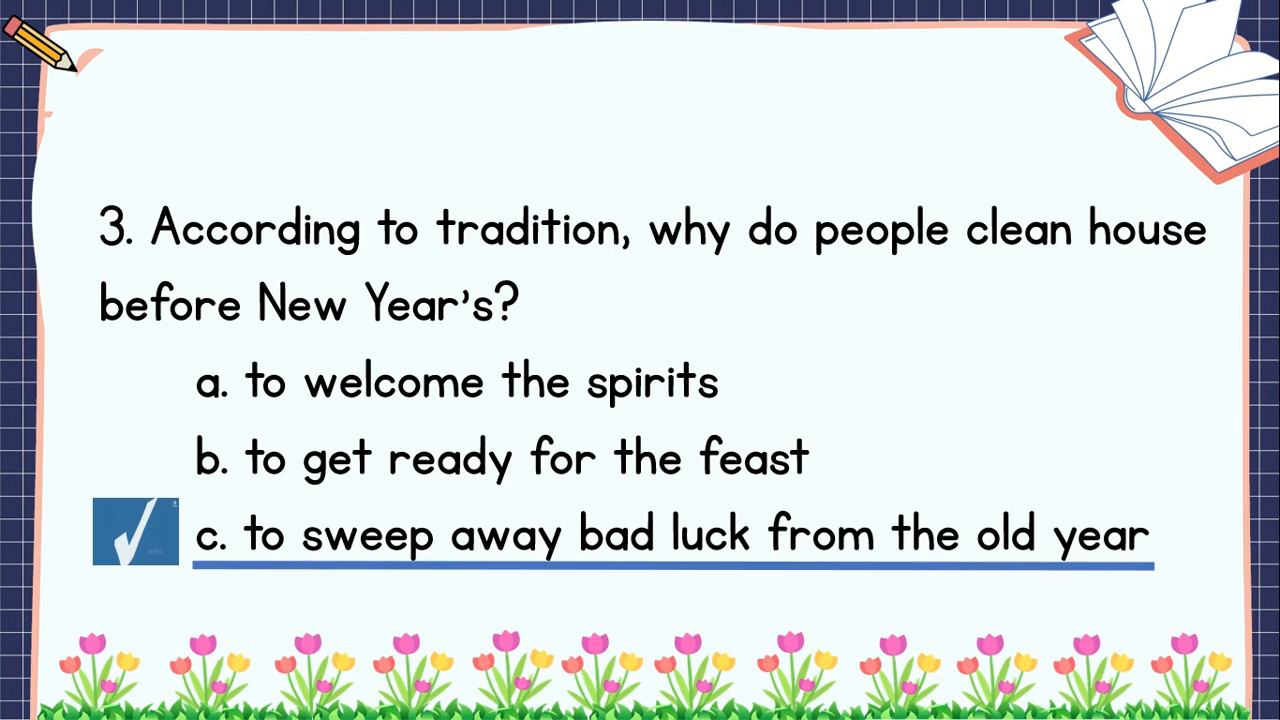 3. According to tradition, why do people clean house
before New Year's?
a. to welcome the spirits
b. to get ready for the feast
c. to sweep away bad luck from the old year